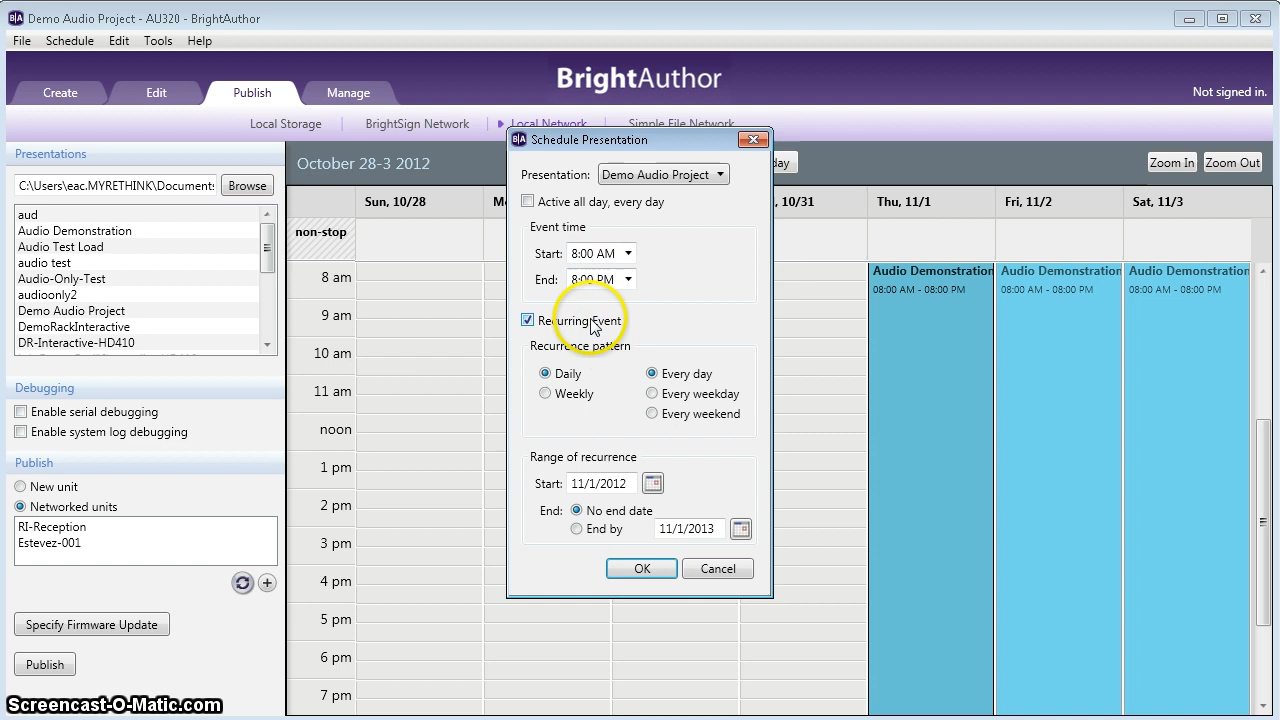 Demo Audio Project - AU320 - BrightAuthor
File Schedule Edit Tools Help
BrightAuthor
Create Edit Publish Manage
Not signed in.
Local Storage BrightSign Network Local Network Simple File Network
Presentations
C:\Users\eac.MYRETHINK\Documents
Browse
aud
Audio Demonstration
Audio Test Load
audio test
Audio-Only-Test
audioonly2
Demo Audio Project
DemoRackInteractive
DR-Interactive-HD410
Debugging
Enable serial debugging
Enable system log debugging
Publish
New unit
Networked units
RI-Reception
Estevez-001
Specify Firmware Update
Publish
October 28-3 2012
day
Zoom In Zoom Out
Sun, 10/28 Thu, 11/1 Fri, 11/2 Sat, 11/3
10/31
non-stop
8 am
9 am
10 am
11 am
noon
1 pm
2 pm
3 pm
4 pm
5 pm
6 pm
7 pm
Audio Demonstration Audio Demonstration Audio Demonstration
08:00 AM - 08:00 PM 08:00 AM - 08:00 PM 08:00 AM - 08:00 PM
Schedule Presentation
Presentation: Demo Audio Project
Active all day, every day
Event time
Start: 8:00 AM
End: 8:00 PM
Recurring Event
Recurrence pattern
Daily Every day
Weekly Every weekday
Every weekend
Range of recurrence
Start: 11/1/2012
End: No end date
End by 11/1/2013
OK Cancel
Screencast-O-Matic.com